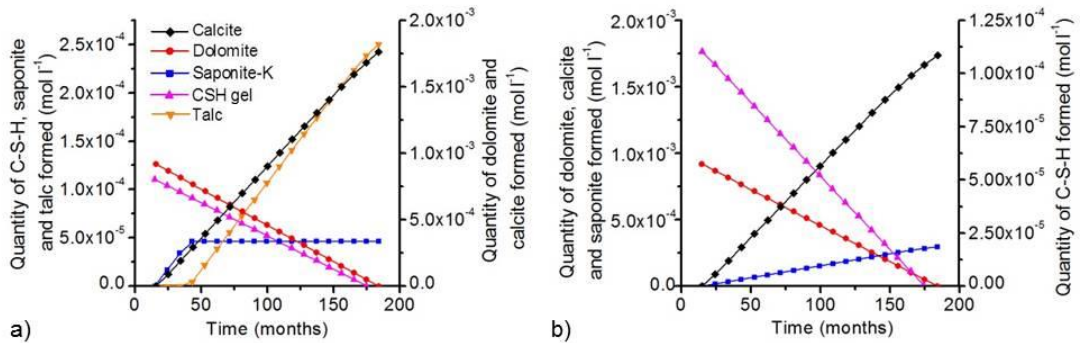 Quantity of C-S-H, saponite
and talc formed (mol l⁻¹)
2.5x10⁻⁴
2.0x10⁻⁴
1.5x10⁻⁴
1.0x10⁻⁴
5.0x10⁻⁵
0.0
Calcite
Dolomite
Saponite-K
CSH gel
Talc
2.0x10⁻³
1.5x10⁻³
1.0x10⁻³
5.0x10⁻⁴
0.0
Quantity of dolomite and
calcite formed (mol l⁻¹)
0 50 100 150 200
Time (months)
a)
Quantity of dolomite, calcite
and saponite formed (mol l⁻¹)
2.0x10⁻³
1.5x10⁻³
1.0x10⁻³
5.0x10⁻⁴
0.0
1.25x10⁻⁴
1.00x10⁻⁴
7.50x10⁻⁵
5.00x10⁻⁵
2.50x10⁻⁵
0.00
Quantity of C-S-H formed (mol l⁻¹)
0 50 100 150 200
Time (months)
b)